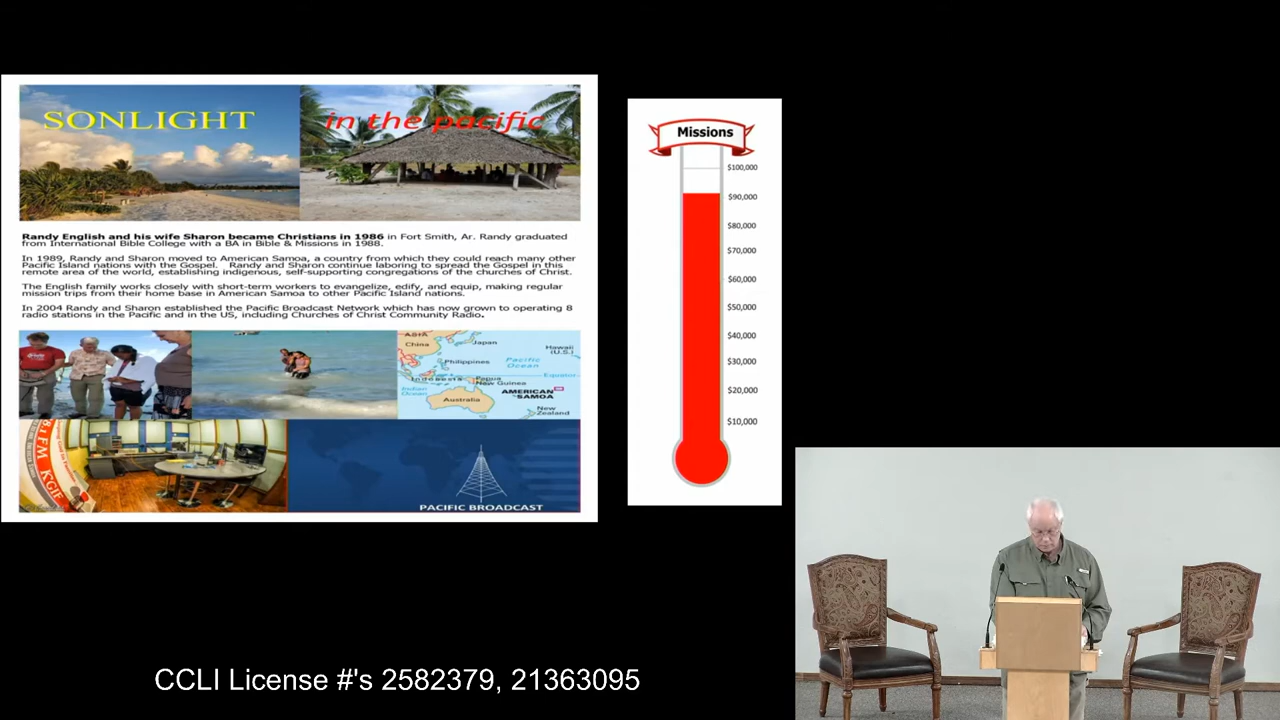 SONLIGHT
in the pacific
Randy English and his wife Sharon became Christians in 1986 in Fort Smith, Ar. Randy graduated
from International Bible College with a BA in Bible & Missions in 1988.
In 1989, Randy and Sharon moved to American Samoa, a country from which they could reach many other
Pacific Island nations with the Gospel. Randy and Sharon continue laboring to spread the Gospel in this
remote area of the world, establishing indigenous, self-supporting congregations of the churches of Christ.
The English family works closely with short-term workers to evangelize, edify, and equip, making regular
mission trips from their home base in American Samoa to other Pacific Island nations.
In 2004 Randy and Sharon established the Pacific Broadcast Network which has now grown to operating 8
radio stations in the Pacific and in the US, including Churches of Christ Community Radio.
ASIA
China
Japan
Hawaii
(U.S.)
Philippines
Pacific
Ocean
Equator
Indonesia
Papua
New Guinea
Indian
Ocean
AMERICAN
SAMOA
Australia
New
Zealand
.1 FM KGIF
PACIFIC BROADCAST
Missions
$100,000
$90,000
$80,000
$70,000
$60,000
$50,000
$40,000
$30,000
$20,000
$10,000
CCLI License #'s 2582379, 21363095